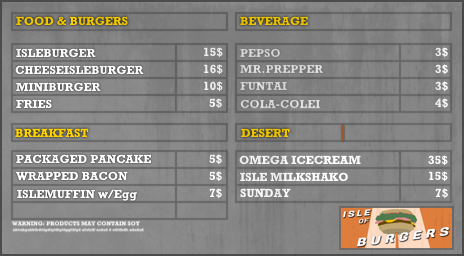 FOOD & BURGERS
ISLEBURGER 15$
CHEESEISLEBURGER 16$
MINIBURGER 10$
FRIES 5$
BEVERAGE
PEPSO 3$
MR.PREPPER 3$
FUNTAI 3$
COLA-COLEI 4$
BREAKFAST
PACKAGED PANCAKE 5$
WRAPPED BACON 5$
ISLEMUFFIN w/Egg 7$
DESERT
OMEGA ICECREAM 35$
ISLE MILKSHAKO 15$
SUNDAY 7$
WARNING: PRODUCTS MAY CONTAIN SOY
ISLE
OF
BURGERS